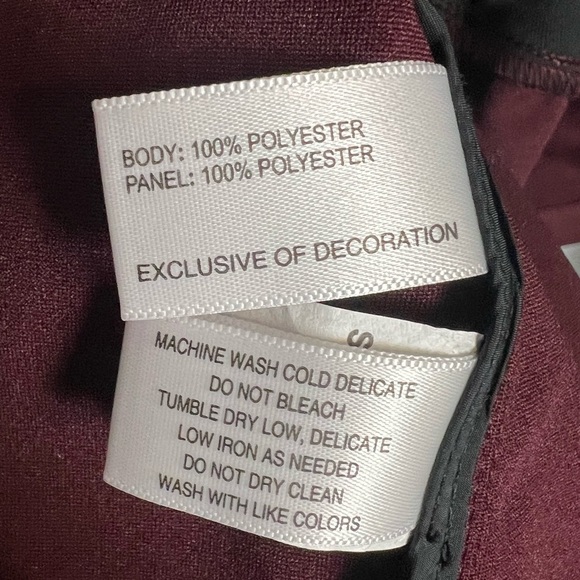 BODY: 100% POLYESTER
PANEL: 100% POLYESTER
EXCLUSIVE OF DECORATION
S
MACHINE WASH COLD DELICATE
DO NOT BLEACH
TUMBLE DRY LOW, DELICATE
LOW IRON AS NEEDED
DO NOT DRY CLEAN
WASH WITH LIKE COLORS